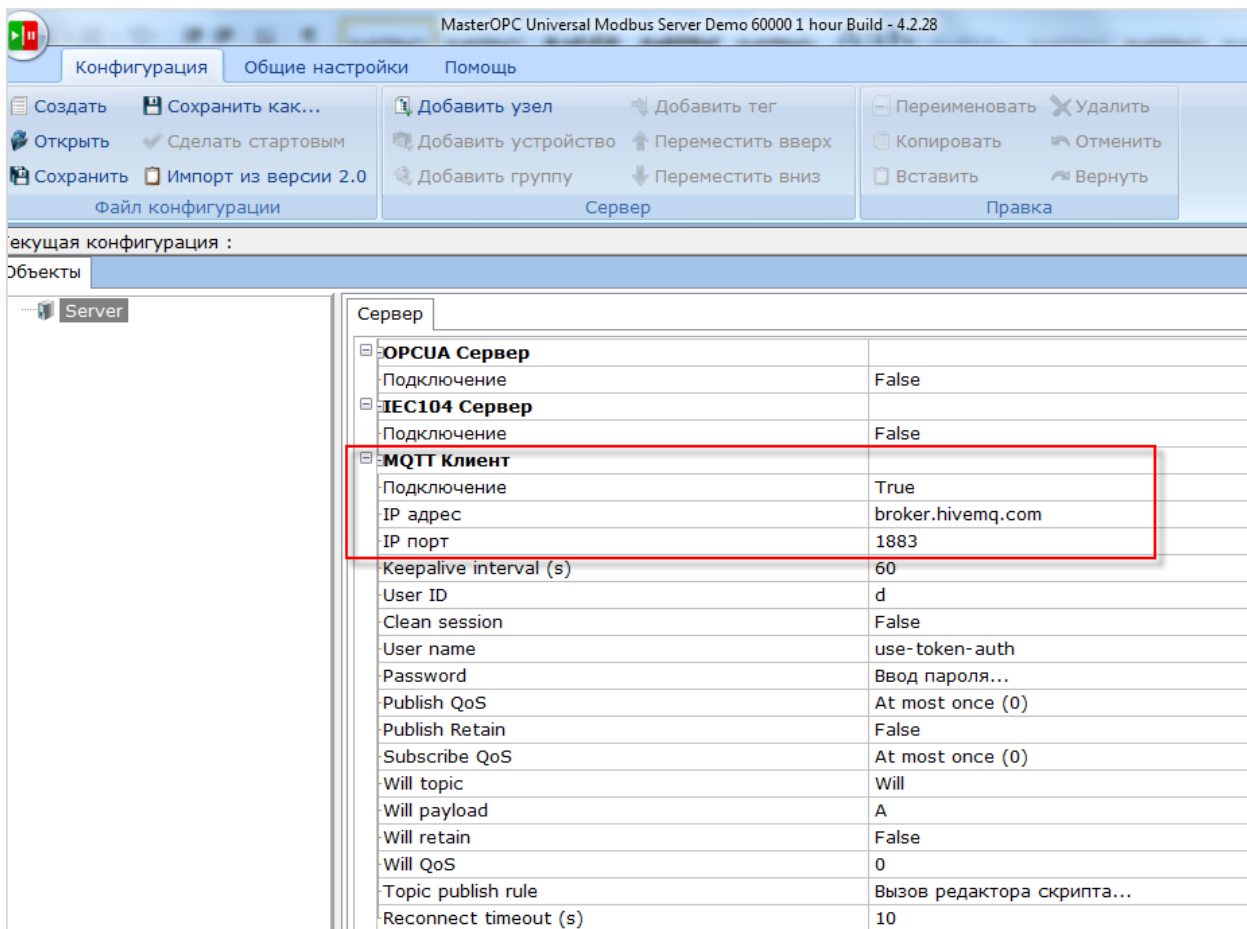 MasterOPC Universal Modbus Server Demo 60000 1 hour Build - 4.2.28
Конфигурация Общие настройки Помощь
Создать Сохранить как... Добавить узел Добавить тег Переименовать Удалить
Открыть Сделать стартовым Добавить устройство Переместить вверх Копировать Отменить
Сохранить Импорт из версии 2.0 Добавить группу Переместить вниз Вставить Вернуть
Файл конфигурации Сервер Правка
екущая конфигурация :
Объекты
Server
Сервер
OPCUA Сервер
Подключение False
IEC104 Сервер
Подключение False
MQTT Клиент
Подключение True
IP адрес broker.hivemq.com
IP порт 1883
Keepalive interval (s) 60
User ID d
Clean session False
User name use-token-auth
Password Ввод пароля...
Publish QoS At most once (0)
Publish Retain False
Subscribe QoS At most once (0)
Will topic Will
Will payload A
Will retain False
Will QoS 0
Topic publish rule Вызов редактора скрипта...
Reconnect timeout (s) 10